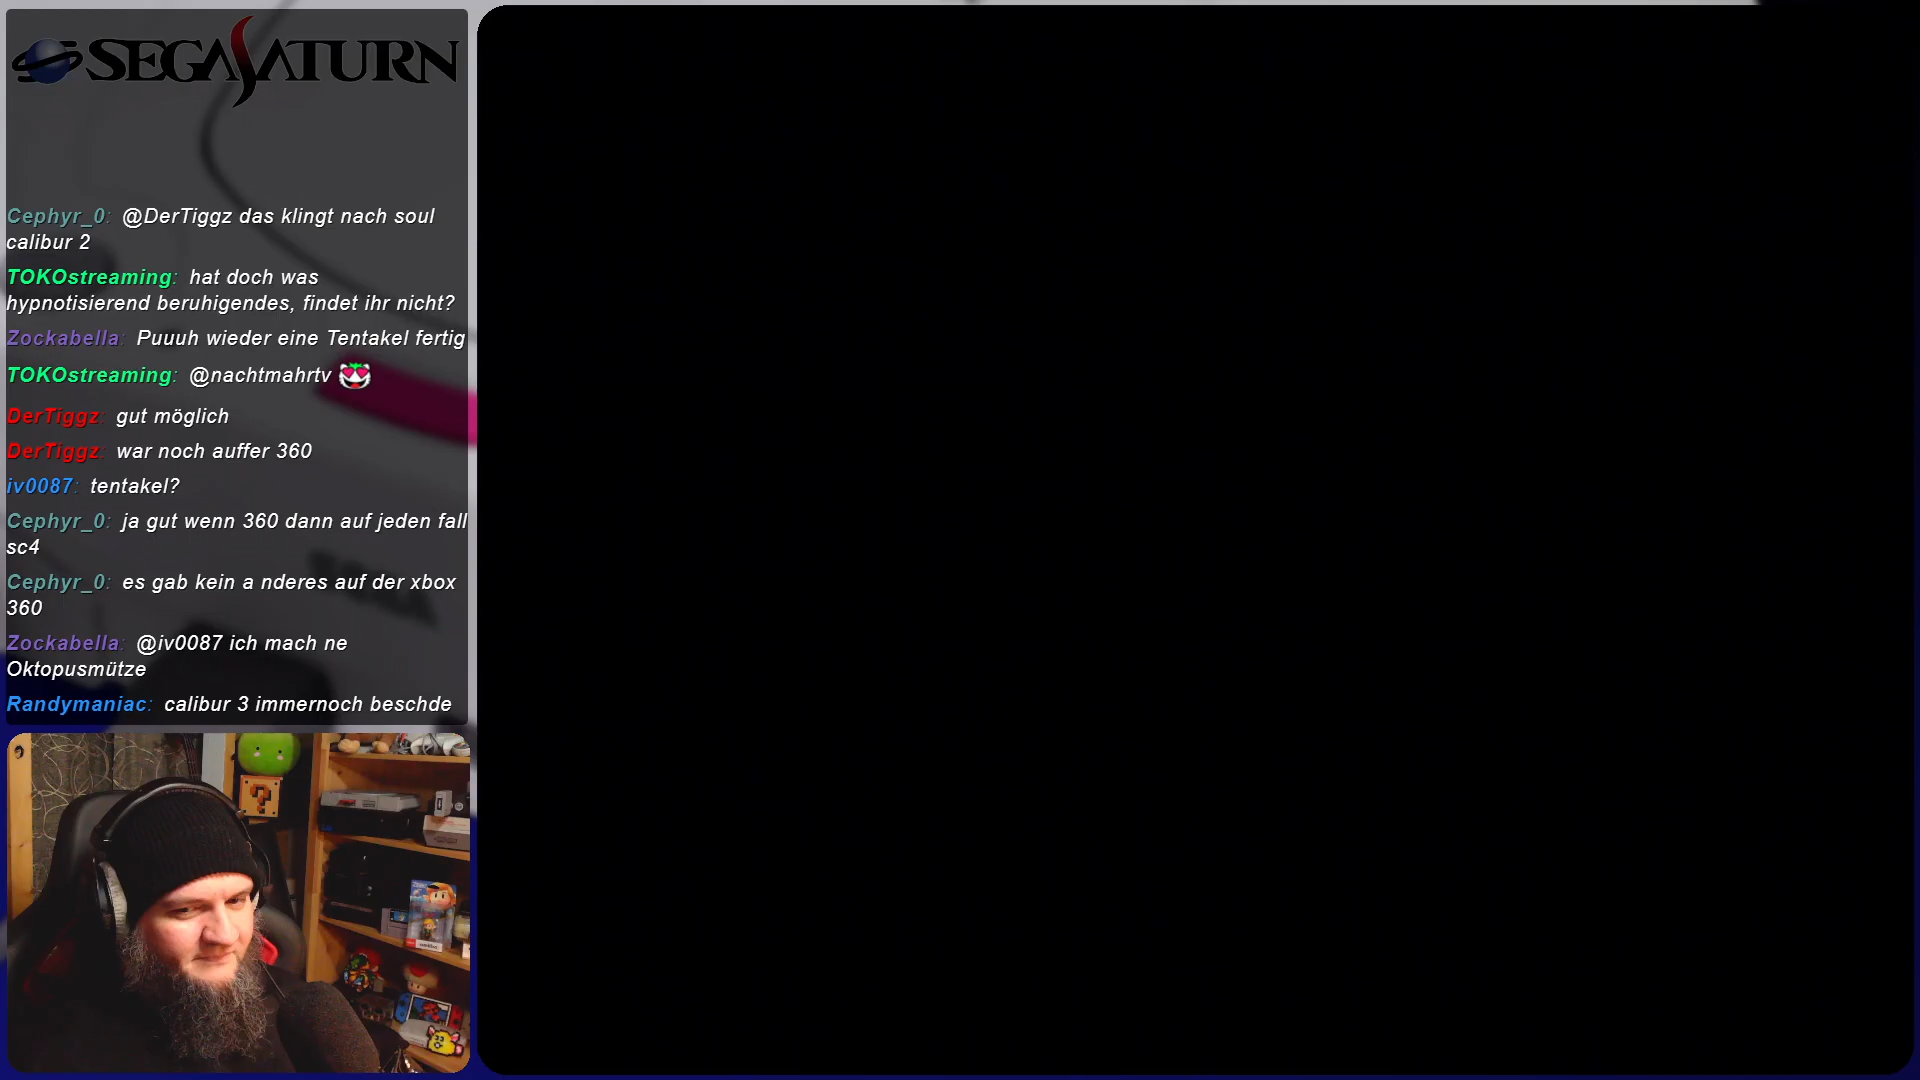 SEGA SATURN
Cephyr_0: @DerTiggz das klingt nach soul
calibur 2
TOKOstreaming: hat doch was
hypnotisierend beruhigendes, findet ihr nicht?
Zockabella: Puuuh wieder eine Tentakel fertig
TOKOstreaming: @nachtmahrtv
DerTiggz: gut möglich
DerTiggz: war noch auffer 360
iv0087: tentakel?
Cephyr_0: ja gut wenn 360 dann auf jeden fall
sc4
Cephyr_0: es gab kein a nderes auf der xbox
360
Zockabella: @iv0087 ich mach ne
Oktopusmütze
Randymaniac: calibur 3 immernoch beschde
?